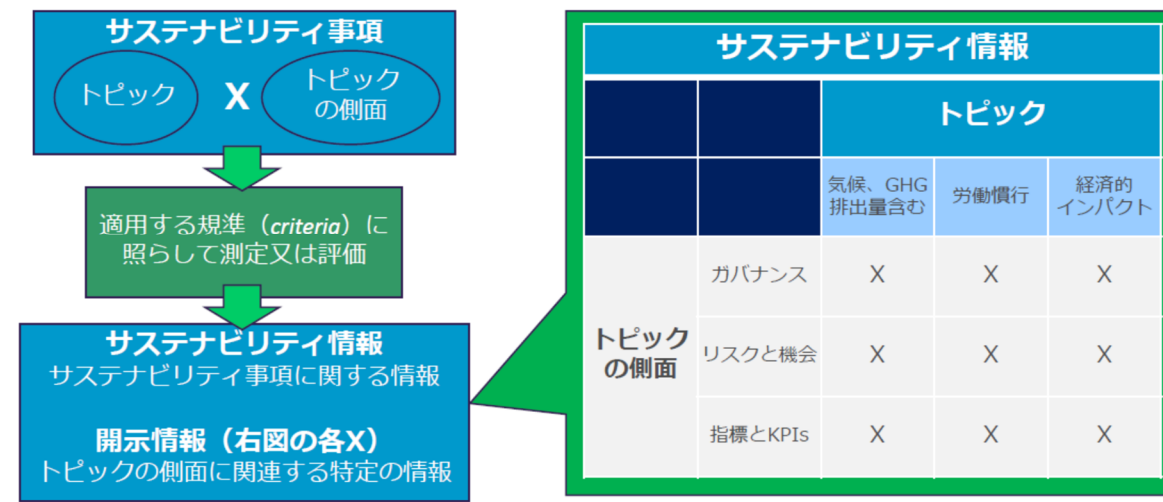 サステナビリティ事項
トピック
X
トピック
の側面
適用する規準（criteria）に
照らして測定又は評価
サステナビリティ情報
サステナビリティ事項に関する情報
開示情報（右図の各X）
トピックの側面に関連する特定の情報
サステナビリティ情報
トピック
気候、GHG
排出量含む
労働慣行
経済的
インパクト
トピック
の側面
ガバナンス X X X
リスクと機会 X X X
指標とKPIs X X X